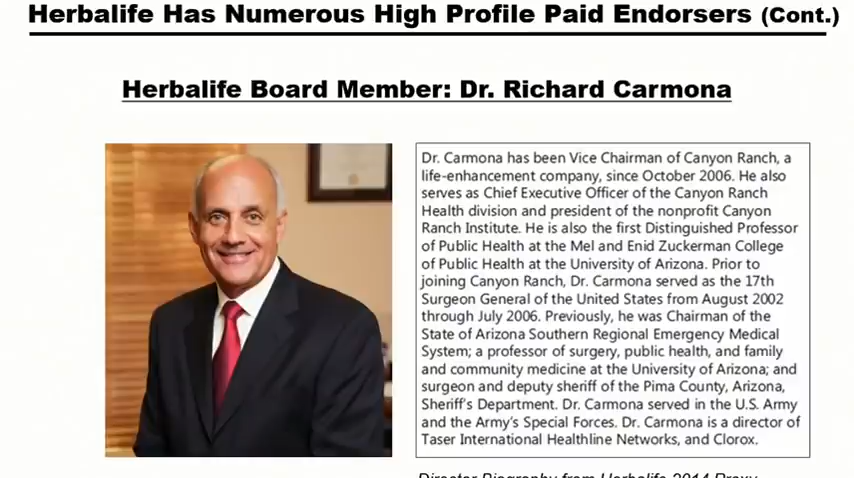 Herbalife Has Numerous High Profile Paid Endorsers (Cont.)
Herbalife Board Member: Dr. Richard Carmona
Dr. Carmona has been Vice Chairman of Canyon Ranch, a
life-enhancement company, since October 2006. He also
serves as Chief Executive Officer of the Canyon Ranch
Health division and president of the nonprofit Canyon
Ranch Institute. He is also the first Distinguished Professor
of Public Health at the Mel and Enid Zuckerman College
of Public Health at the University of Arizona. Prior to
joining Canyon Ranch, Dr. Carmona served as the 17th
Surgeon General of the United States from August 2002
through July 2006. Previously, he was Chairman of the
State of Arizona Southern Regional Emergency Medical
System; a professor of surgery, public health, and family
and community medicine at the University of Arizona; and
surgeon and deputy sheriff of the Pima County, Arizona,
Sheriff's Department. Dr. Carmona served in the U.S. Army
and the Army's Special Forces. Dr. Carmona is a director of
Taser International Healthline Networks, and Clorox.
Director Biography from Herbalife 2014 Proxy